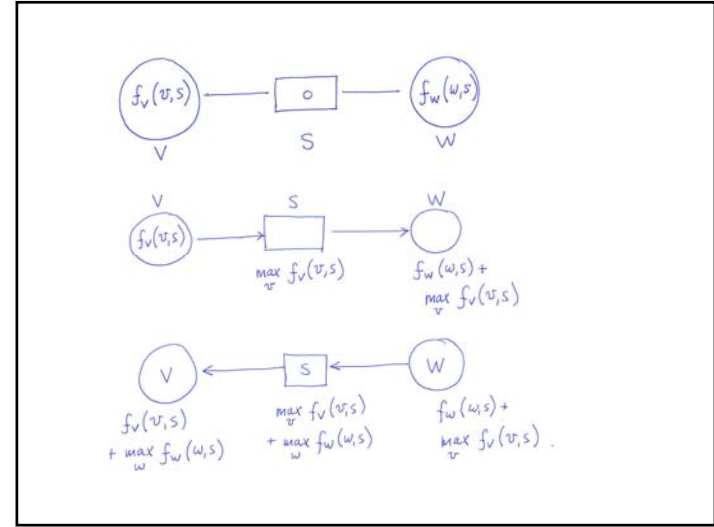 f_v(v,s) o f_w(w,s)
V S W
V S W
f_v(v,s)
max_v f_v(v,s) f_w(w,s) +
max_v f_v(v,s)
V S W
f_v(v,s) max_v f_v(v,s) f_w(w,s) +
+ max_w f_w(w,s) + max_w f_w(w,s) max_v f_v(v,s) .